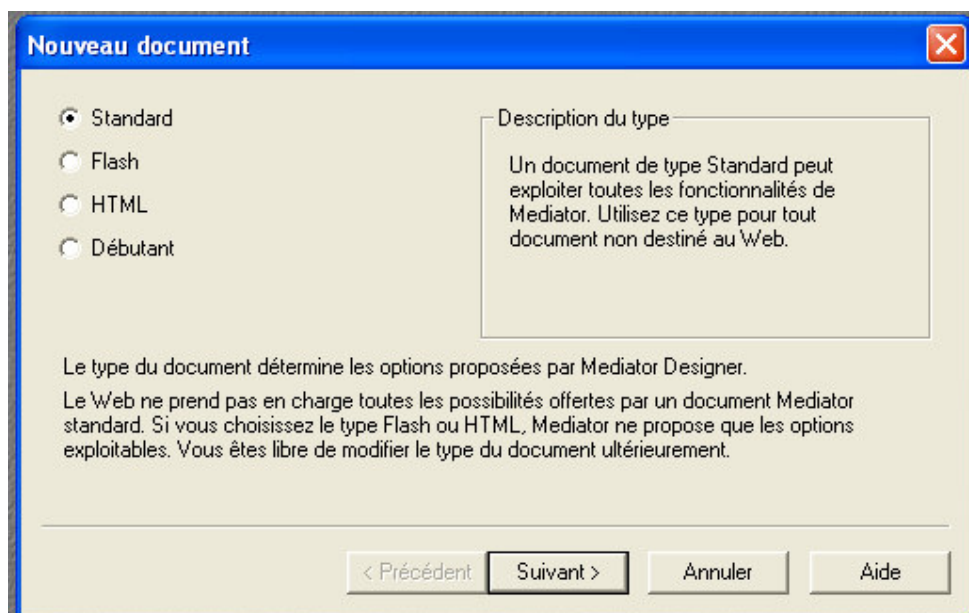 Nouveau document
Standard
Flash
HTML
Débutant
Description du type
Un document de type Standard peut
exploiter toutes les fonctionnalités de
Mediator. Utilisez ce type pour tout
document non destiné au Web.
Le type du document détermine les options proposées par Mediator Designer.
Le Web ne prend pas en charge toutes les possibilités offertes par un document Mediator
standard. Si vous choisissez le type Flash ou HTML, Mediator ne propose que les options
exploitables. Vous êtes libre de modifier le type du document ultérieurement.
< Précédent Suivant > Annuler Aide